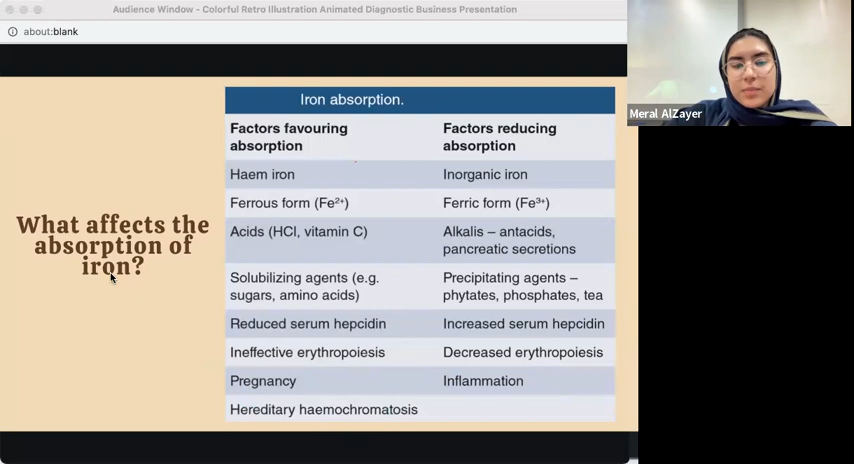 Audience Window - Colorful Retro Illustration Animated Diagnostic Business Presentation
about:blank
Meral AlZayer
What affects the
absorption of
iron?
Iron absorption.
Factors favouring
absorption
Factors reducing
absorption
Haem iron
Inorganic iron
Ferrous form (Fe²⁺)
Ferric form (Fe³⁺)
Acids (HCl, vitamin C)
Alkalis – antacids,
pancreatic secretions
Solubilizing agents (e.g.
sugars, amino acids)
Precipitating agents –
phytates, phosphates, tea
Reduced serum hepcidin
Increased serum hepcidin
Ineffective erythropoiesis
Decreased erythropoiesis
Pregnancy
Inflammation
Hereditary haemochromatosis